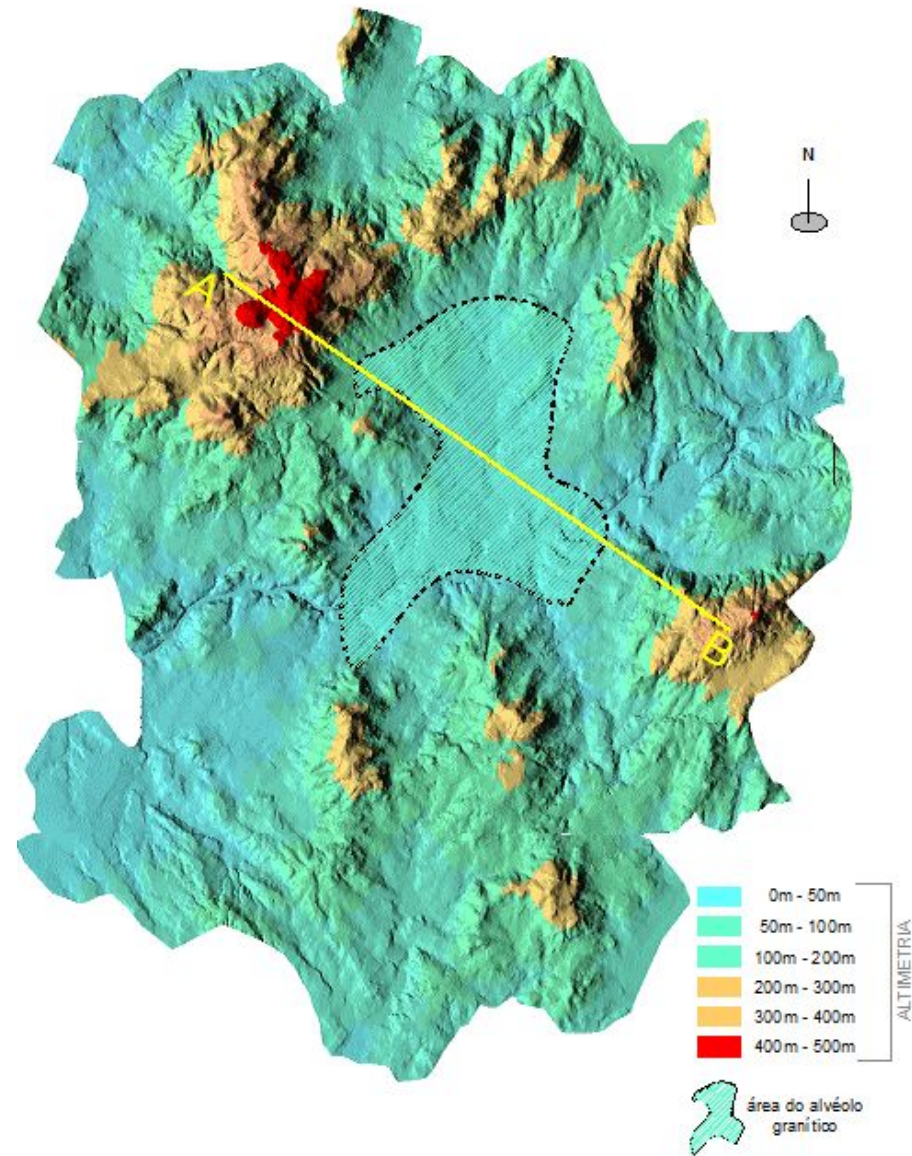 N
A
B
0m - 50m
50m - 100m
100m - 200m
200m - 300m
300m - 400m
400m - 500m
ALTIMETRIA
área do alvéolo
granítico